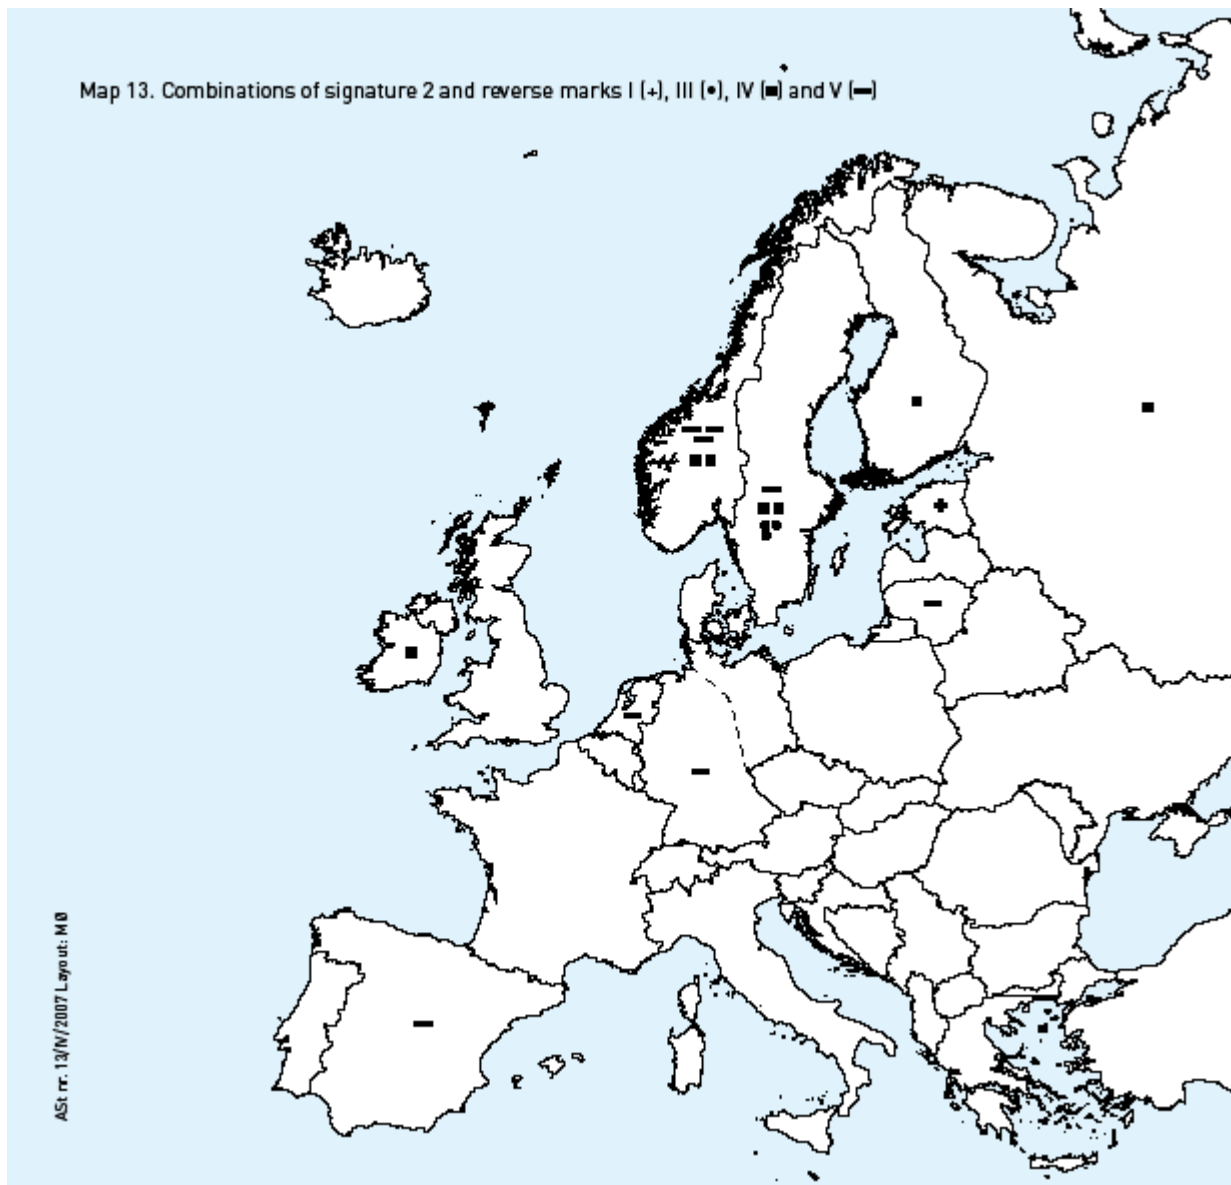 Map 13. Combinations of signature 2 and reverse marks I (+), III (•), IV (■) and V (━)
ASt nr. 13/N/2007 Layout: MØ